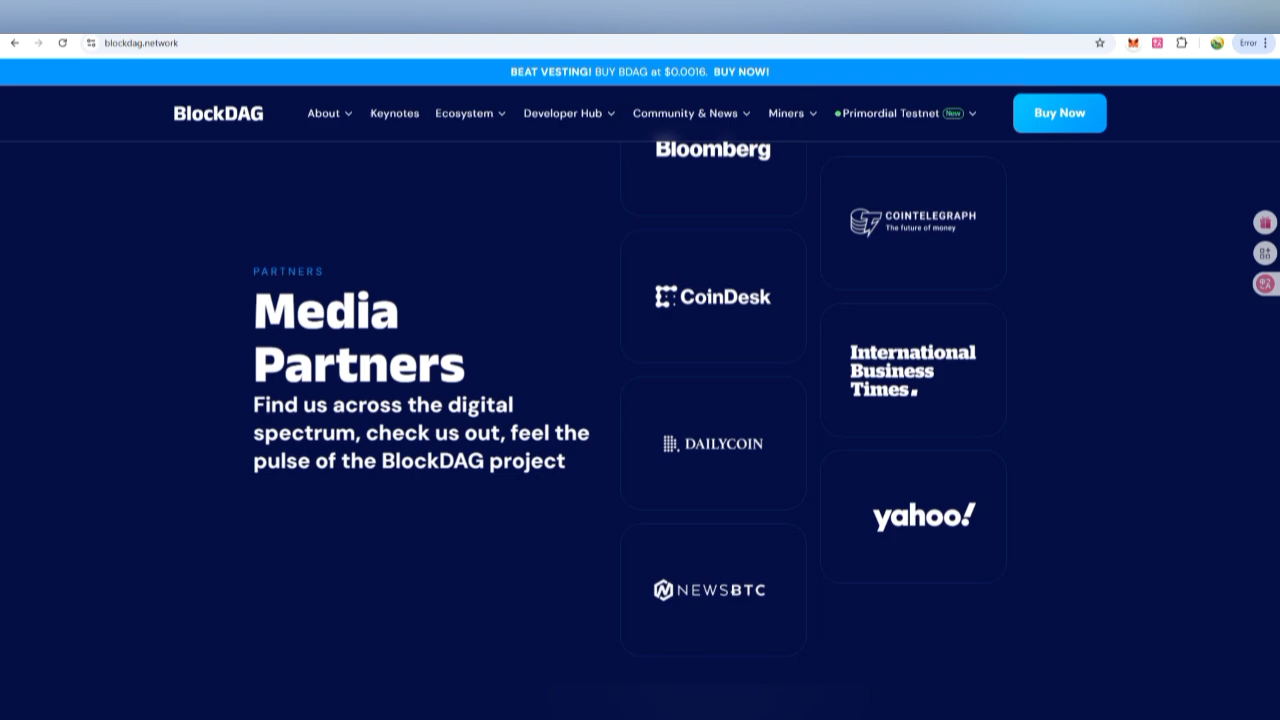 blockdag.network
Error
BEAT VESTING! BUY BDAG at $0.0016. BUY NOW!
BlockDAG
About
Keynotes
Ecosystem
Developer Hub
Community & News
Miners
Primordial Testnet New
Buy Now
Bloomberg
COINTELEGRAPH
The future of money
PARTNERS
Media
Partners
Find us across the digital
spectrum, check us out, feel the
pulse of the BlockDAG project
CoinDesk
International
Business
Times.
DAILYCOIN
yahoo!
NEWSBTC